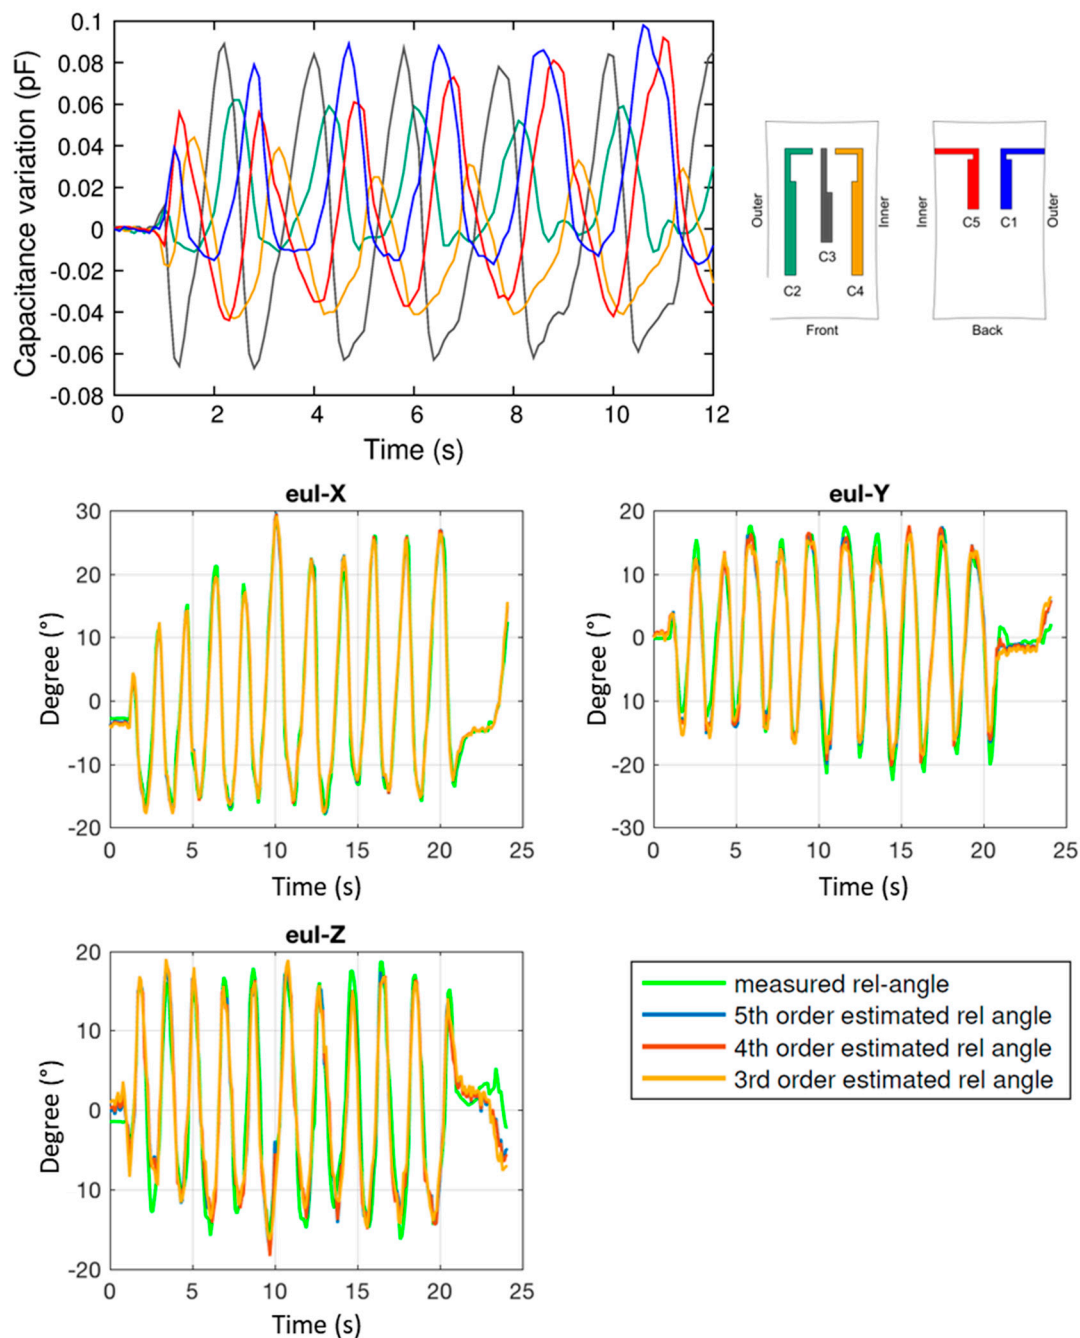 Capacitance variation (pF)
0.1
0.08
0.06
0.04
0.02
0
-0.02
-0.04
-0.06
-0.08
0 2 4 6 8 10 12
Time (s)
Outer
C2
C3
C4
Inner
Front
Inner
C5 C1
Outer
Back
eul-X
Degree (°)
30
20
10
0
-10
-20
0 5 10 15 20 25
Time (s)
eul-Y
Degree (°)
20
10
0
10
-20
-30
0 5 10 15 20 25
Time (s)
eul-Z
Degree (°)
20
10
0
10
-20
0 5 10 15 20 25
Time (s)
measured rel-angle
5th order estimated rel angle
4th order estimated rel angle
3rd order estimated rel angle